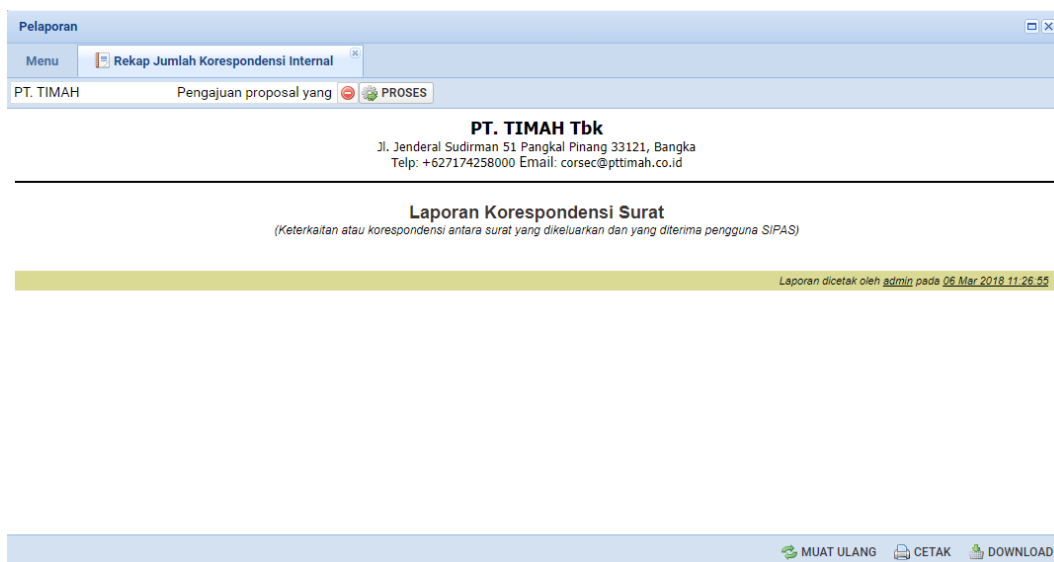 Pelaporan
Menu Rekap Jumlah Korespondensi Internal
PT. TIMAH Pengajuan proposal yang PROSES
PT. TIMAH Tbk
Jl. Jenderal Sudirman 51 Pangkal Pinang 33121, Bangka
Telp: +627174258000 Email: corsec@pttimah.co.id
Laporan Korespondensi Surat
(Keterkaitan atau korespondensi antara surat yang dikeluarkan dan yang diterima pengguna SIPAS)
Laporan dicetak oleh admin pada 06 Mar 2018 11:26:55
MUAT ULANG CETAK DOWNLOAD